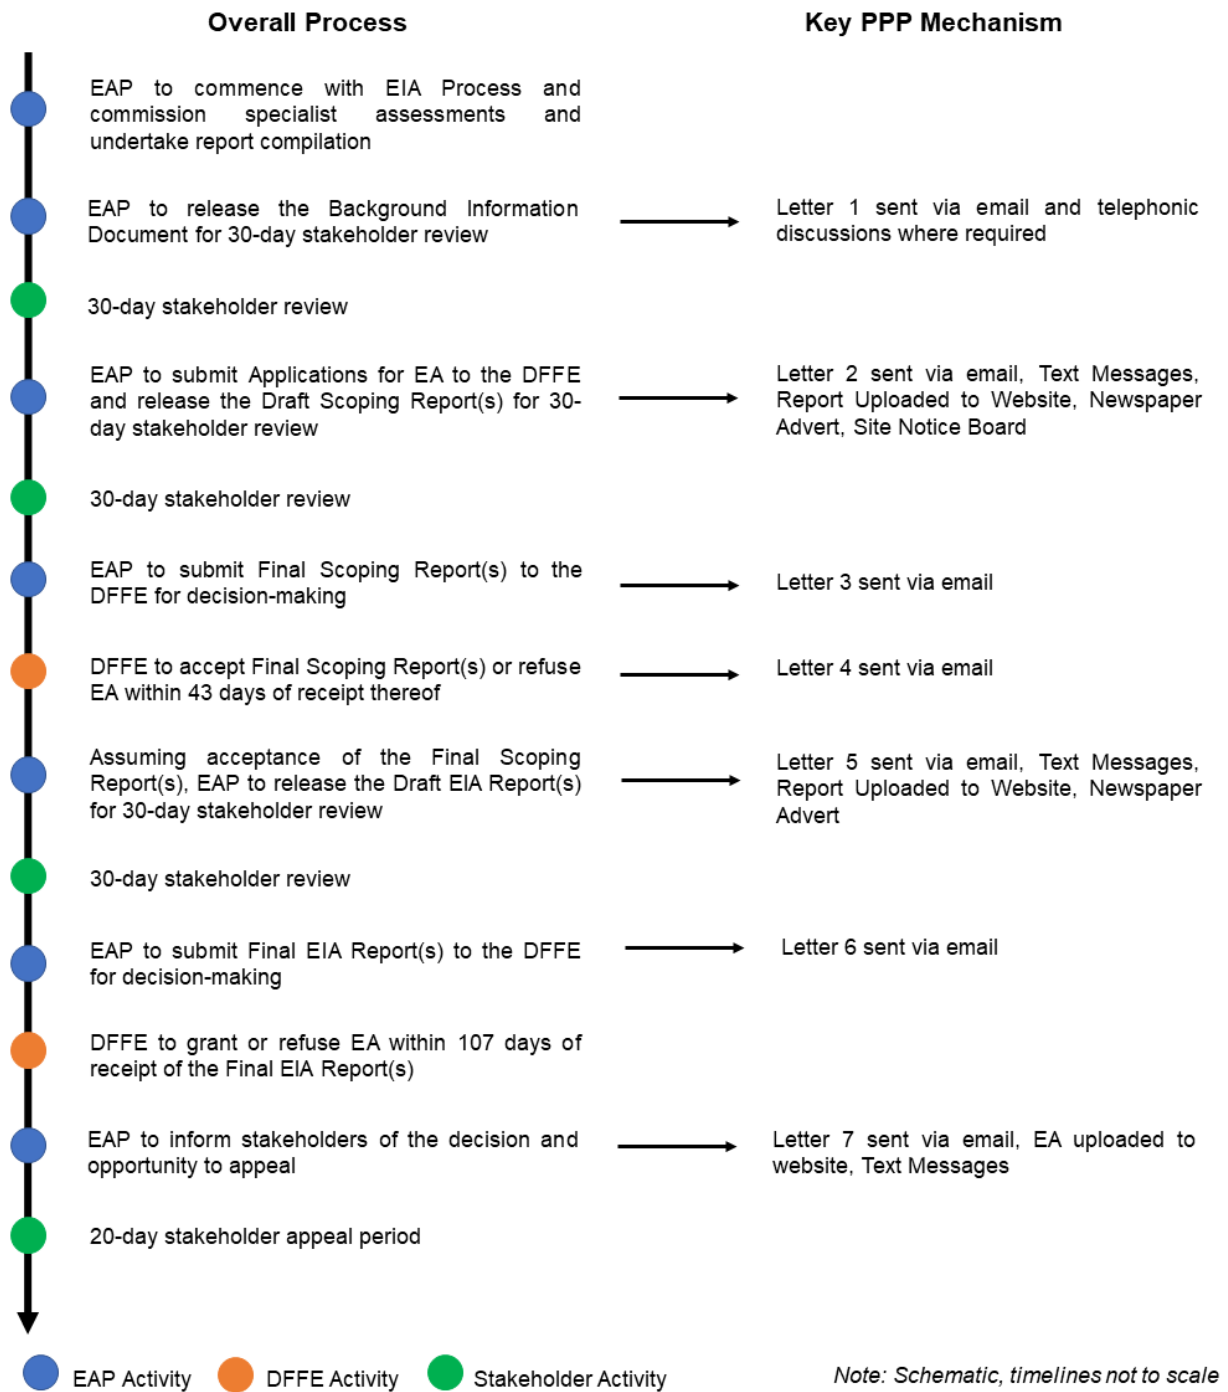 Overall Process
Key PPP Mechanism
EAP to commence with EIA Process and
commission specialist assessments and
undertake report compilation
EAP to release the Background Information
Document for 30-day stakeholder review
Letter 1 sent via email and telephonic
discussions where required
30-day stakeholder review
EAP to submit Applications for EA to the DFFE
and release the Draft Scoping Report(s) for 30-
day stakeholder review
Letter 2 sent via email, Text Messages,
Report Uploaded to Website, Newspaper
Advert, Site Notice Board
30-day stakeholder review
EAP to submit Final Scoping Report(s) to the
DFFE for decision-making
Letter 3 sent via email
DFFE to accept Final Scoping Report(s) or refuse
EA within 43 days of receipt thereof
Letter 4 sent via email
Assuming acceptance of the Final Scoping
Report(s), EAP to release the Draft EIA Report(s)
for 30-day stakeholder review
Letter 5 sent via email, Text Messages,
Report Uploaded to Website, Newspaper
Advert
30-day stakeholder review
EAP to submit Final EIA Report(s) to the DFFE
for decision-making
Letter 6 sent via email
DFFE to grant or refuse EA within 107 days of
receipt of the Final EIA Report(s)
EAP to inform stakeholders of the decision and
opportunity to appeal
Letter 7 sent via email, EA uploaded to
website, Text Messages
20-day stakeholder appeal period
EAP Activity
DFFE Activity
Stakeholder Activity
Note: Schematic, timelines not to scale